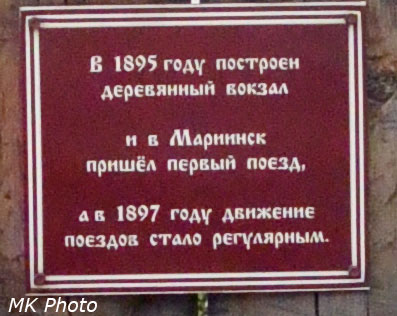 В 1895 году построен
деревянный вокзал
и в Мариинск
пришёл первый поезд,
а в 1897 году движение
поездов стало регулярным.
MK Photo